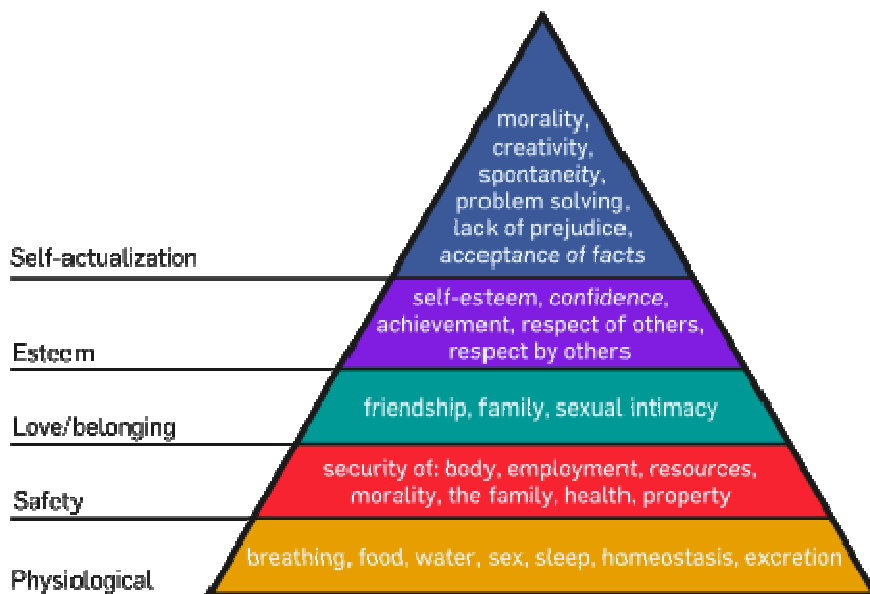 morality,
creativity,
spontaneity,
problem solving,
lack of prejudice,
acceptance of facts
Self-actualization
self-esteem, confidence,
achievement, respect of others,
respect by others
Esteem
friendship, family, sexual intimacy
Love/belonging
security of: body, employment, resources,
morality, the family, health, property
Safety
breathing, food, water, sex, sleep, homeostasis, excretion
Physiological